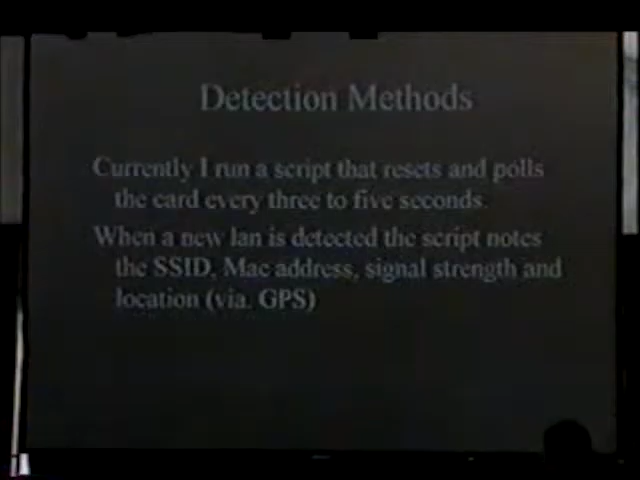 Detection Methods
Currently I run a script that resets and polls
the card every three to five seconds.
When a new lan is detected the script notes
the SSID, Mac address, signal strength and
location (via. GPS)